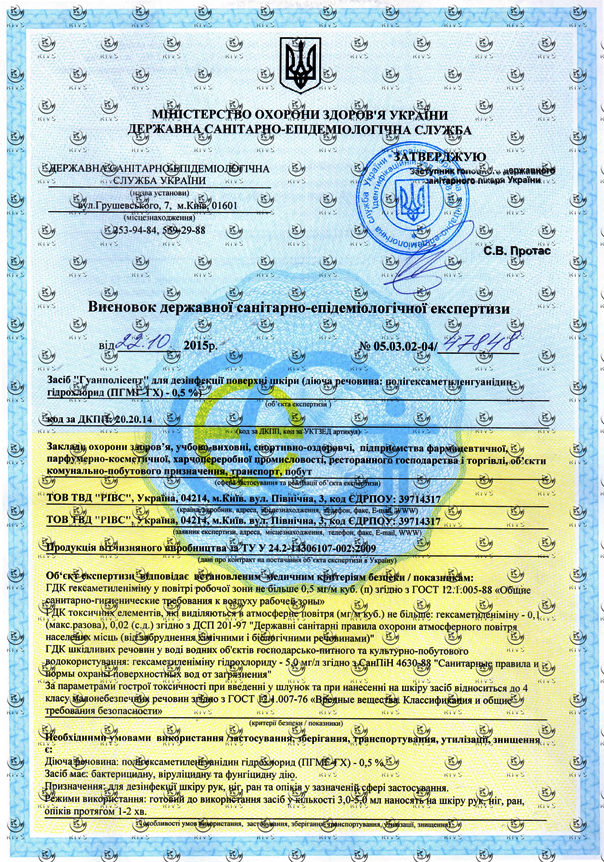 МІНІСТЕРСТВО ОХОРОНИ ЗДОРОВ'Я УКРАЇНИ
ДЕРЖАВНА САНІТАРНО-ЕПІДЕМІОЛОГІЧНА СЛУЖБА
ДЕРЖАВНА САНІТАРНО-ЕПІДЕМІОЛОГІЧНА
СЛУЖБА УКРАЇНИ
(назва установи)
вул.Грушевського, 7, м.Київ, 01601
(місцезнаходження)
253-94-84, 559-29-88
ЗАТВЕРДЖУЮ
Заступник головного державного
санітарного лікаря України
С.В. Протас
Висновок державної санітарно-епідеміологічної експертизи
від 22.10 2015р.
№ 05.03.02-04/ 47848
Засіб "Гуанполісепт" для дезінфекції поверхні шкіри (діюча речовина: полігексаметиленгуанідин-
гідрохлорид (ПГМГ-ГХ) - 0,5 %)
(об'єкта експертизи )
код за ДКПП: 20.20.14
(код за ДКПП, код за УКТЗЕД артикул)
Заклади охорони здоров'я, учбово-виховні, спортивно-оздоровчі, підприємства фармацевтичної,
парфумерно-косметичної, харчопереробної промисловості, ресторанного господарства і торгівлі, об'єкти
комунально-побутового призначення, транспорт, побут
(сфера застосування та реалізації об'єкта експертизи)
ТОВ ТВД "РІВС", Україна, 04214, м.Київ. вул. Північна, 3, код ЄДРПОУ: 39714317
(країна, виробник, адреса, місцезнаходження, телефон, факс, E-mail, WWW)
ТОВ ТВД "РІВС", Україна, 04214, м.Київ. вул. Північна, 3, код ЄДРПОУ: 39714317
(заявник експертизи, адреса, місцезнаходження, телефон, факс, E-mail, WWW)
Продукція вітчизняного виробництва за ТУ У 24.2-14306107-002:2009
(дані про контракт на постачання об'єкта експертизи в Україну)
Об'єкт експертизи відповідає встановленим медичним критеріям безпеки / показникам:
ГДК гексаметиленіміну у повітрі робочої зони не більше 0,5 мг/м куб. (п) згідно з ГОСТ 12.1.005-88 «Общие
санитарно-гигиенические требования к воздуху рабочей зоны»
ГДК токсичних елементів, які виділяються в атмосферне повітря (мг/м куб.) не більше: гексаметиленіміну - 0,1
(мак.разова), 0,02 (с.д.) згідно з ДСП 201-97 "Державні санітарні правила охорони атмосферного повітря
населених місць (від забруднення хімічними і біологічними речовинами)"
ГДК шкідливих речовин у воді водних об'єктів господарсько-питного та культурно-побутового
водокористування: гексаметиленіміну гідрохлориду - 5,0 мг/л згідно з СанПіН 4630-88 "Санитарные правила и
нормы охраны поверхностных вод от загрязнения"
За параметрами гострої токсичності при введенні у шлунок та при нанесенні на шкіру засіб відноситься до 4
класу малонебезпечних речовин згідно з ГОСТ 12.1.007-76 «Вредные вещества. Классификация и общие
требования безопасности»
(критерії безпеки / показники)
Необхідними умовами використання /застосування, зберігання, транспортування, утилізації, знищення
є:
Діюча речовина: полігексаметиленгуанідин гідрохлорид (ПГМГ-ГХ) - 0,5 %.
Засіб має: бактерицидну, віруліцидну та фунгіцидну дію.
Призначення: для дезінфекції шкіри рук, ніг, ран та опіків у зазначеній сфері застосування.
Режими використання: готовий до використання засіб у кількості 3,0-5,0 мл наносять на шкіру рук, ніг, ран,
опіків протягом 1-2 хв.
(особливості умов використання, застосування, зберігання, транспортування, утилізації, знищення)